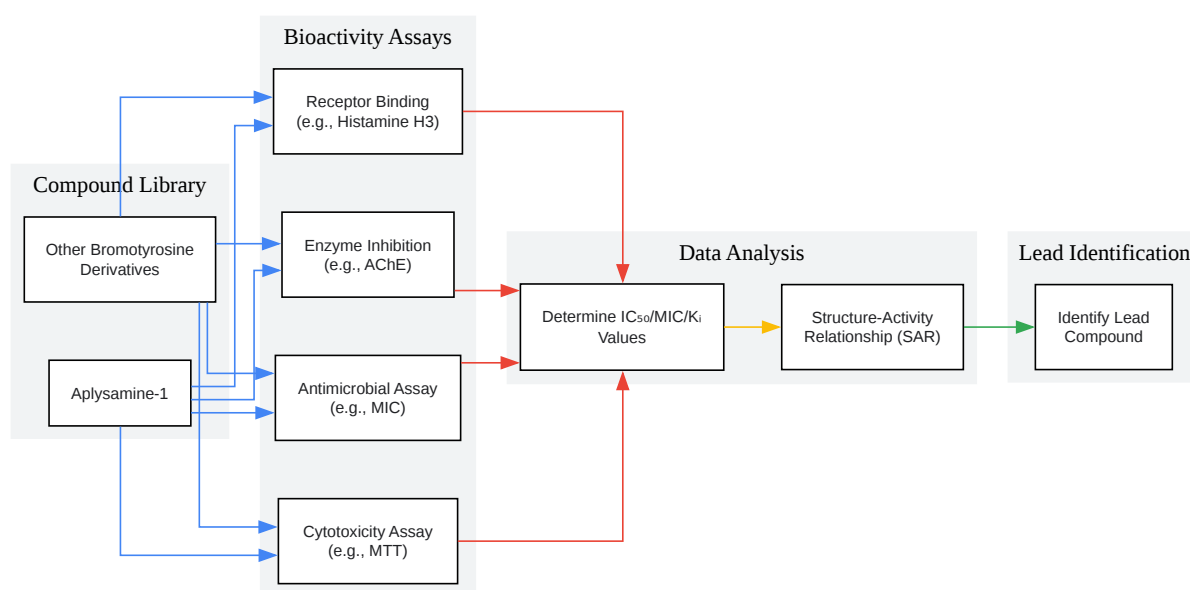 Bioactivity Assays
Receptor Binding
(e.g., Histamine H3)
Compound Library
Other Bromotyrosine
Derivatives
Enzyme Inhibition
(e.g., AChE)
Aplysamine-1
Antimicrobial Assay
(e.g., MIC)
Cytotoxicity Assay
(e.g., MTT)
Data Analysis
Determine IC₅₀/MIC/Kᵢ
Values
Structure-Activity
Relationship (SAR)
Lead Identification
Identify Lead
Compound